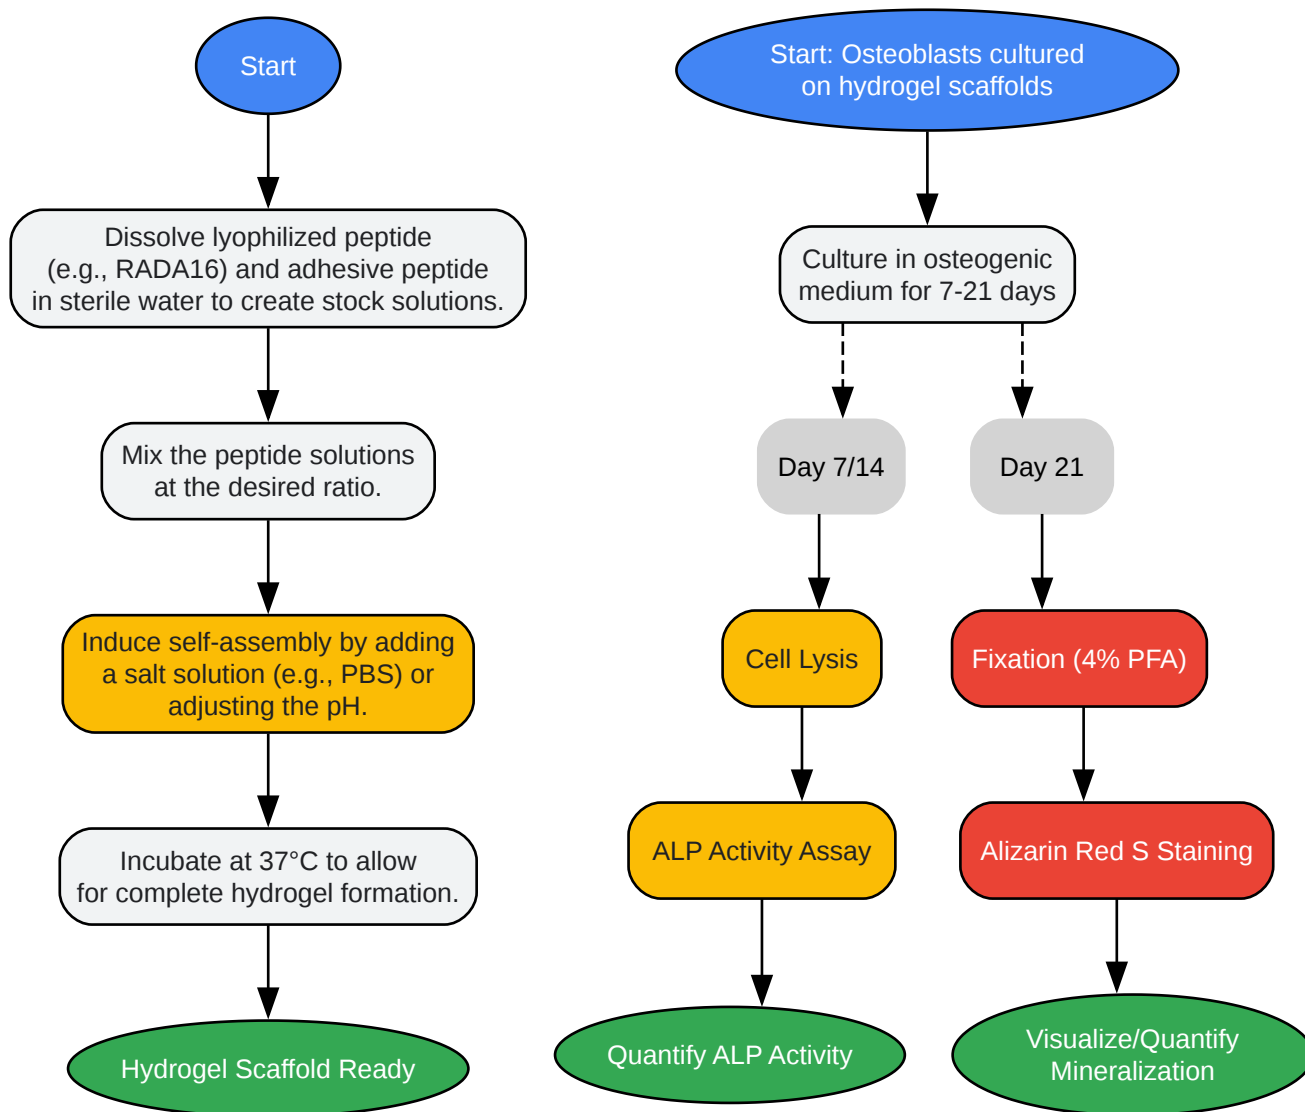 Start
Dissolve lyophilized peptide
(e.g., RADA16) and adhesive peptide
in sterile water to create stock solutions.
Mix the peptide solutions
at the desired ratio.
Induce self-assembly by adding
a salt solution (e.g., PBS) or
adjusting the pH.
Incubate at 37°C to allow
for complete hydrogel formation.
Hydrogel Scaffold Ready
Start: Osteoblasts cultured
on hydrogel scaffolds
Culture in osteogenic
medium for 7-21 days
Day 7/14
Cell Lysis
ALP Activity Assay
Quantify ALP Activity
Day 21
Fixation (4% PFA)
Alizarin Red S Staining
Visualize/Quantify
Mineralization